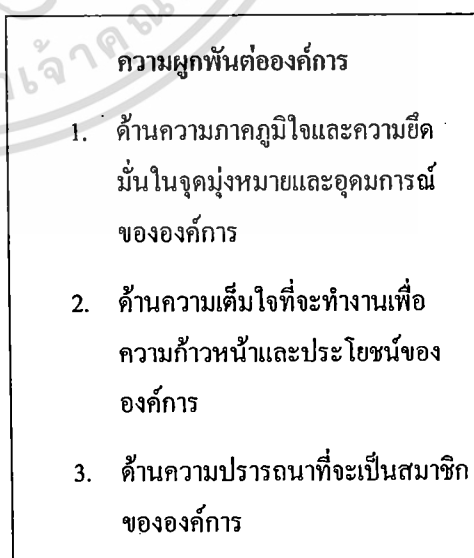 ความผูกพันต่อองค์การ
1. ด้านความภาคภูมิใจและความยึด
มั่นในจุดมุ่งหมายและอุดมการณ์
ขององค์การ
2. ด้านความเต็มใจที่จะทำงานเพื่อ
ความก้าวหน้าและประโยชน์ของ
องค์การ
3. ด้านความปรารถนาที่จะเป็นสมาชิก
ขององค์การ